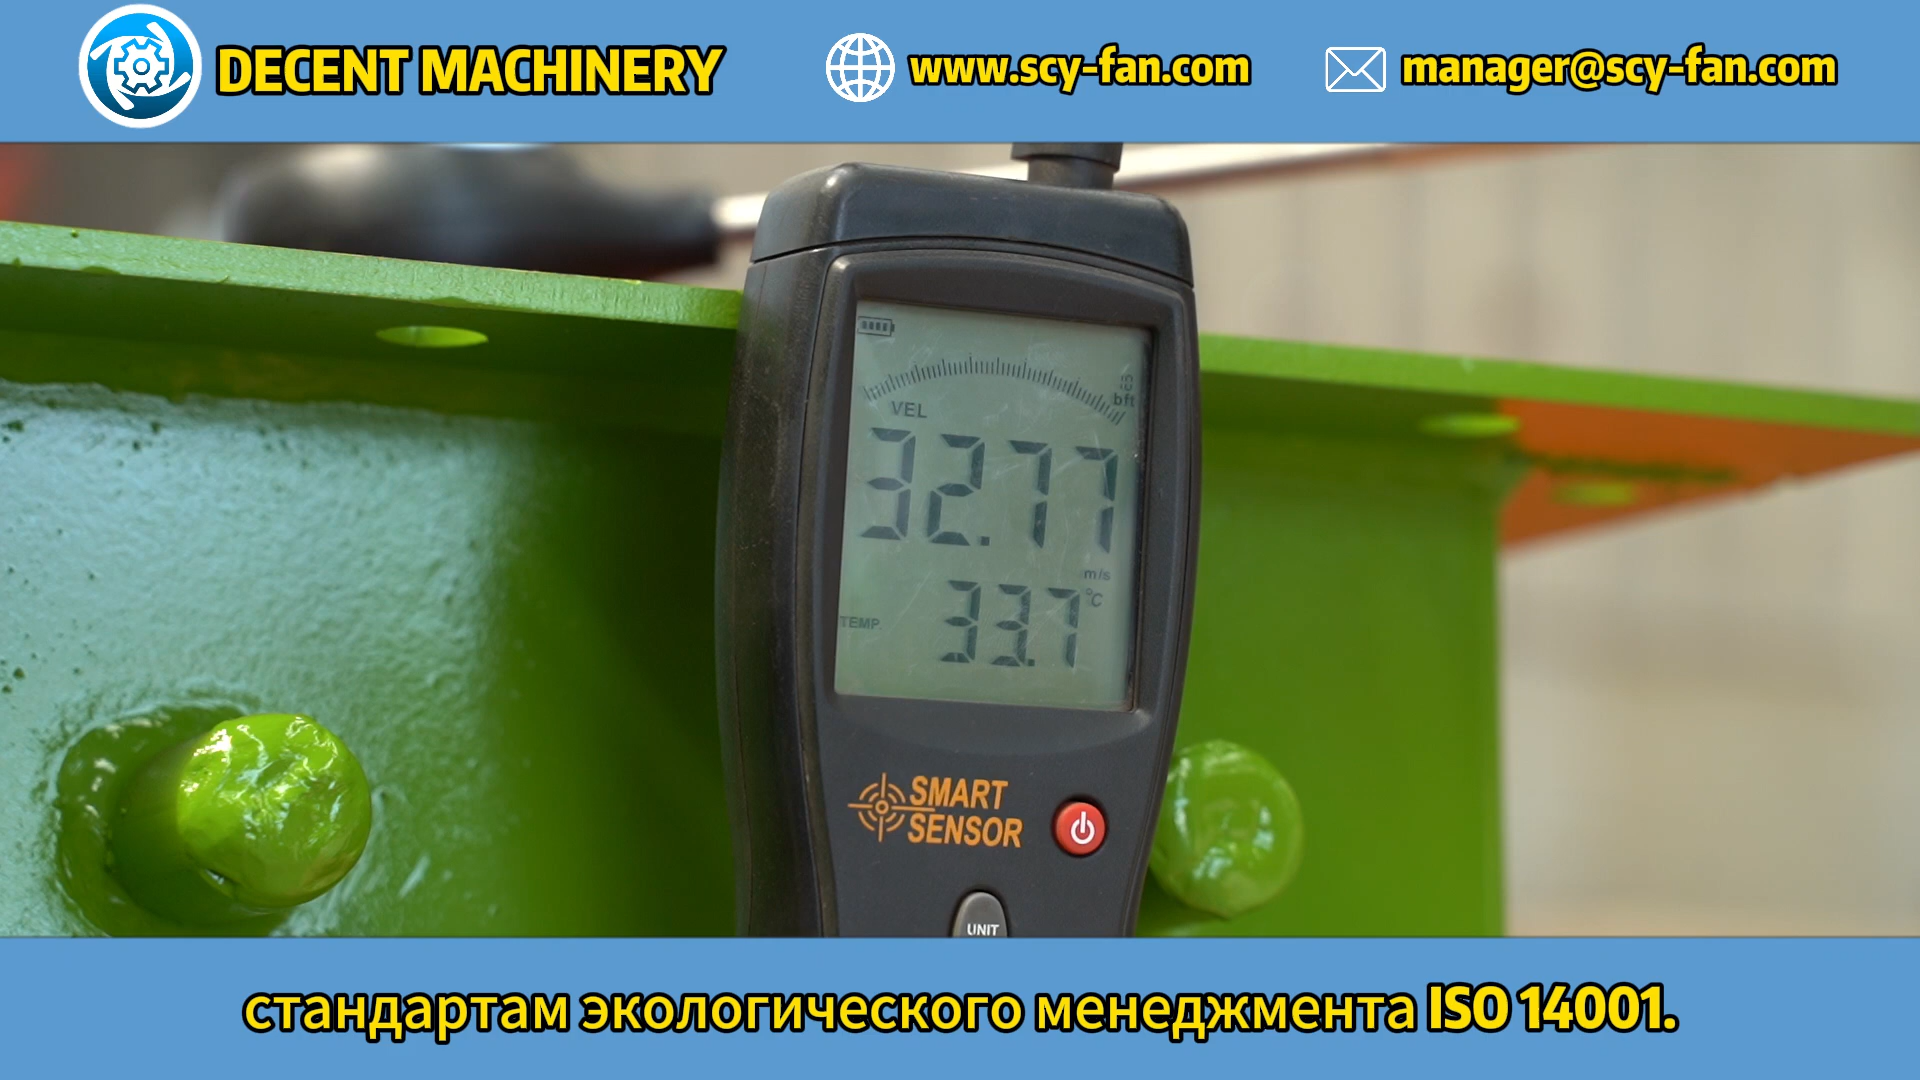 DECENT MACHINERY
www.scy-fan.com
manager@scy-fan.com
bft
VEL
32.77
m/s
TEMP
33.7 °C
SMART
SENSOR
UNIT
стандартам экологического менеджмента ISO 14001.